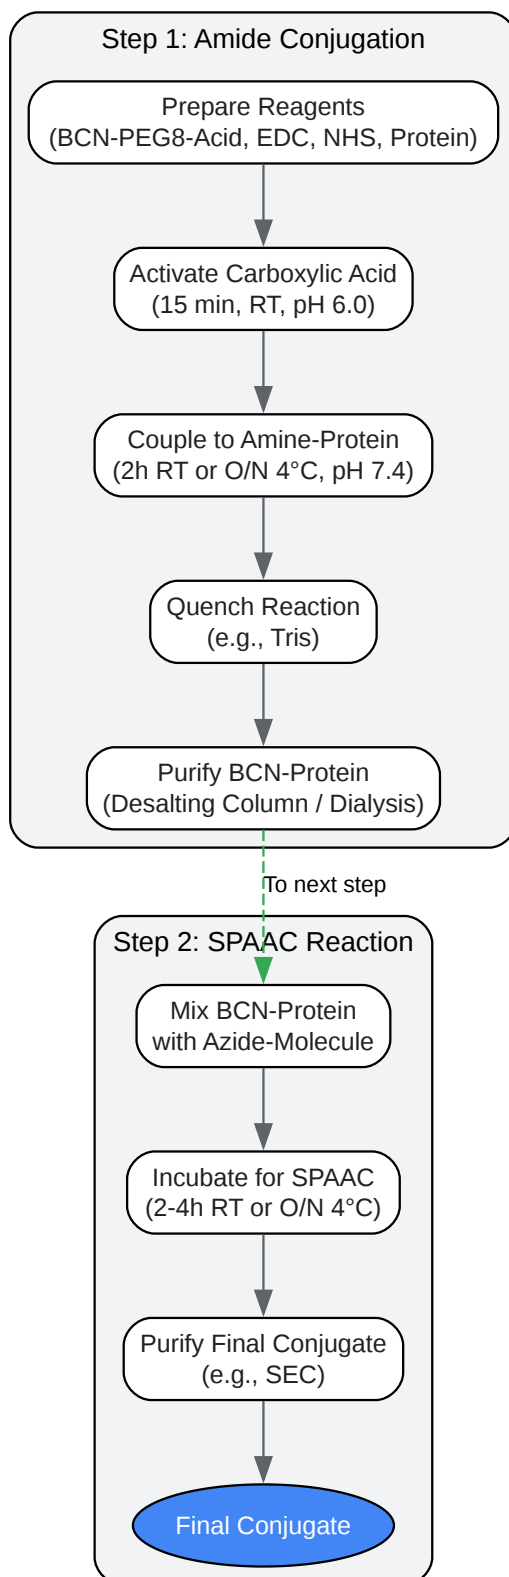 Step 1: Amide Conjugation
Prepare Reagents
(BCN-PEG8-Acid, EDC, NHS, Protein)
Activate Carboxylic Acid
(15 min, RT, pH 6.0)
Couple to Amine-Protein
(2h RT or O/N 4°C, pH 7.4)
Quench Reaction
(e.g., Tris)
Purify BCN-Protein
(Desalting Column / Dialysis)
To next step
Step 2: SPAAC Reaction
Mix BCN-Protein
with Azide-Molecule
Incubate for SPAAC
(2-4h RT or O/N 4°C)
Purify Final Conjugate
(e.g., SEC)
Final Conjugate